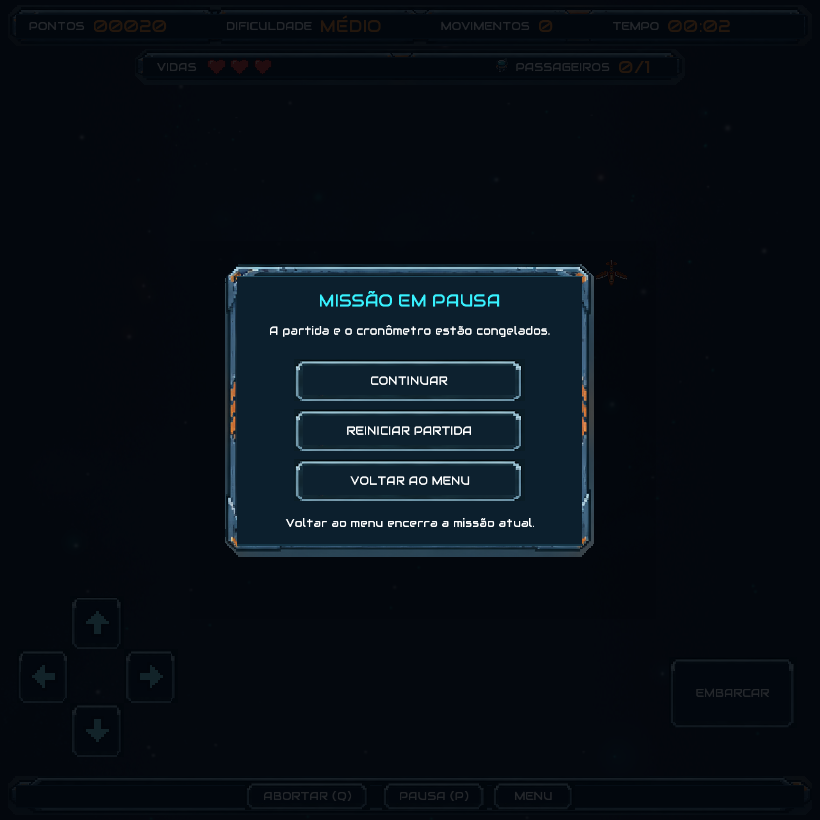 PONTOS 00020 DIFICULDADE MÉDIO MOVIMENTOS 0 TEMPO 00:02
VIDAS PASSAGEIROS 0/1
MISSÃO EM PAUSA
A partida e o cronômetro estão congelados.
CONTINUAR
REINICIAR PARTIDA
VOLTAR AO MENU
Voltar ao menu encerra a missão atual.
EMBARCAR
ABORTAR (Q) PAUSA (P) MENU